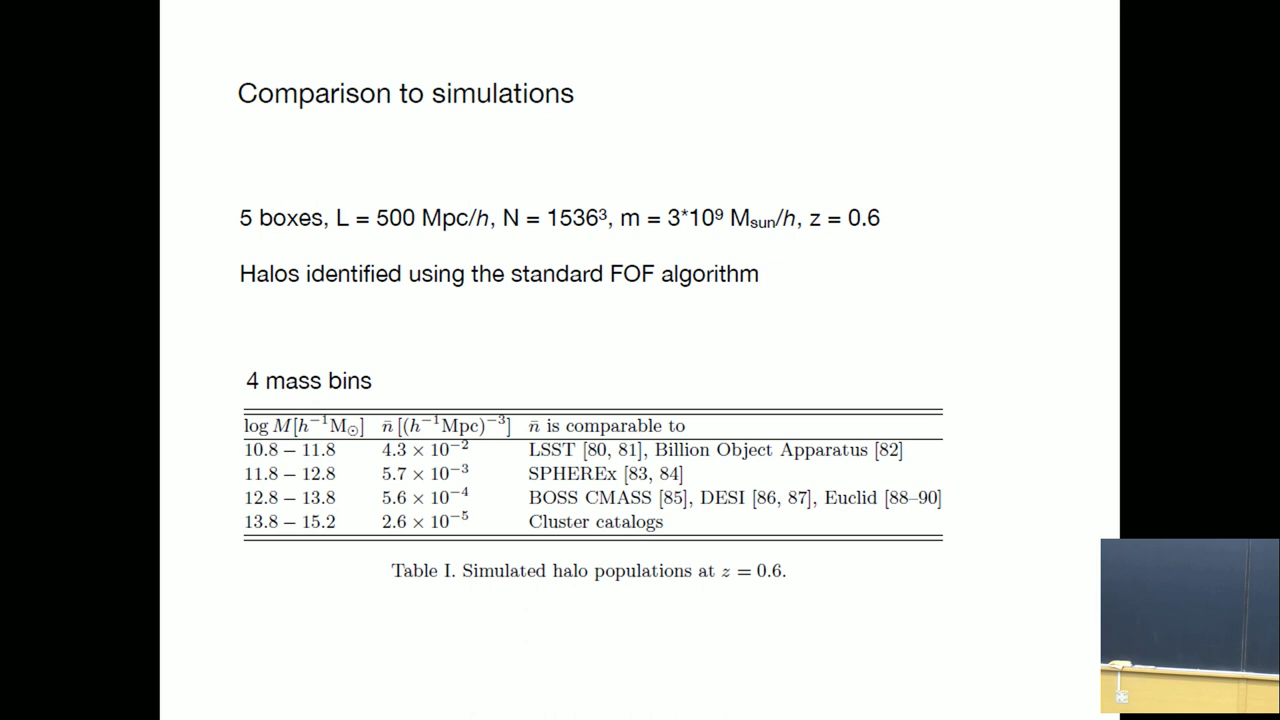 Comparison to simulations
5 boxes, L = 500 Mpc/h, N = 1536³, m = 3*10⁹ Msun/h, z = 0.6
Halos identified using the standard FOF algorithm
4 mass bins
log M[h⁻¹M⊙] n̄ [(h⁻¹Mpc)⁻³] n̄ is comparable to
10.8 – 11.8 4.3 × 10⁻² LSST [80, 81], Billion Object Apparatus [82]
11.8 – 12.8 5.7 × 10⁻³ SPHEREx [83, 84]
12.8 – 13.8 5.6 × 10⁻⁴ BOSS CMASS [85], DESI [86, 87], Euclid [88–90]
13.8 – 15.2 2.6 × 10⁻⁵ Cluster catalogs
Table I. Simulated halo populations at z = 0.6.